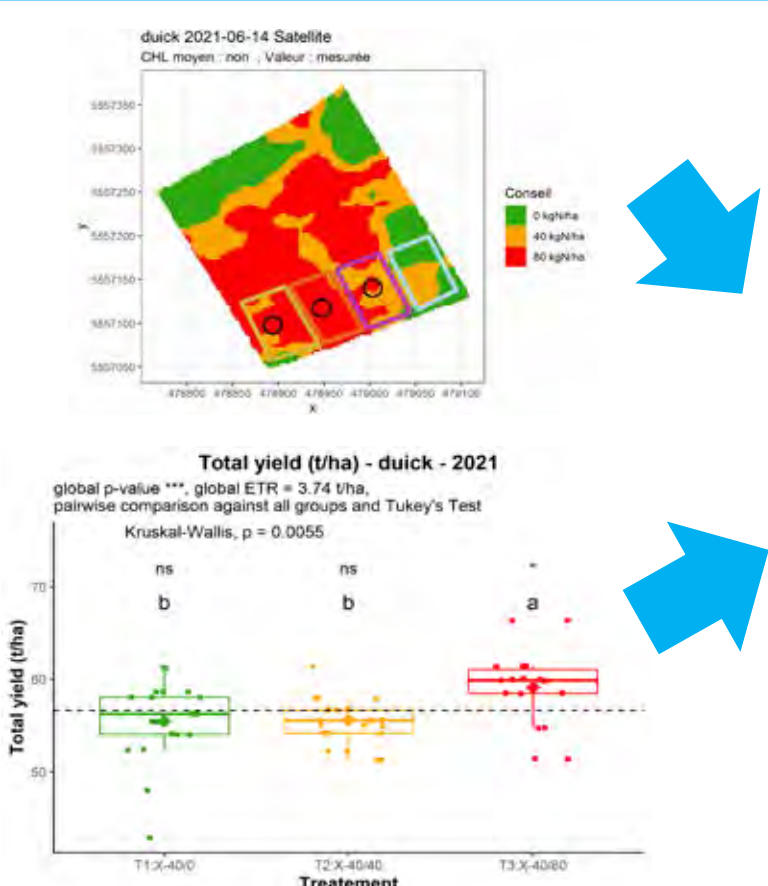 duick 2021-06-14 Satellite
CHL moyen : non , Valeur : mesurée
5557350
5557300
5557250
5557200
5557150
5557100
5557050
y
478800 478850 478900 478950 479000 479050 479100
x
Conseil
0 kgN/ha
40 kgN/ha
80 kgN/ha
Total yield (t/ha) - duick - 2021
global p-value ***, global ETR = 3.74 t/ha,
pairwise comparison against all groups and Tukey's Test
Kruskal-Wallis, p = 0.0055
ns ns
b b a
70
60
50
Total yield (t/ha)
T1:X-40/0 T2:X-40/40 T3:X-40/80
Treatement